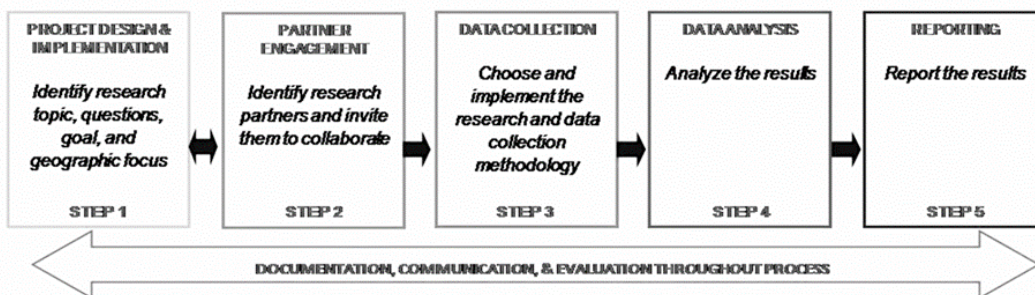 PROJECT DESIGN &
IMPLEMENTATION
Identify research
topic, questions,
goal, and
geographic focus
STEP 1
PARTNER
ENGAGEMENT
Identify research
partners and invite
them to collaborate
STEP 2
DATA COLLECTION
Choose and
implement the
research and data
collection
methodology
STEP 3
DATA ANALYSIS
Analyze the results
STEP 4
REPORTING
Report the results
STEP 5
DOCUMENTATION, COMMUNICATION, & EVALUATION THROUGHOUT PROCESS